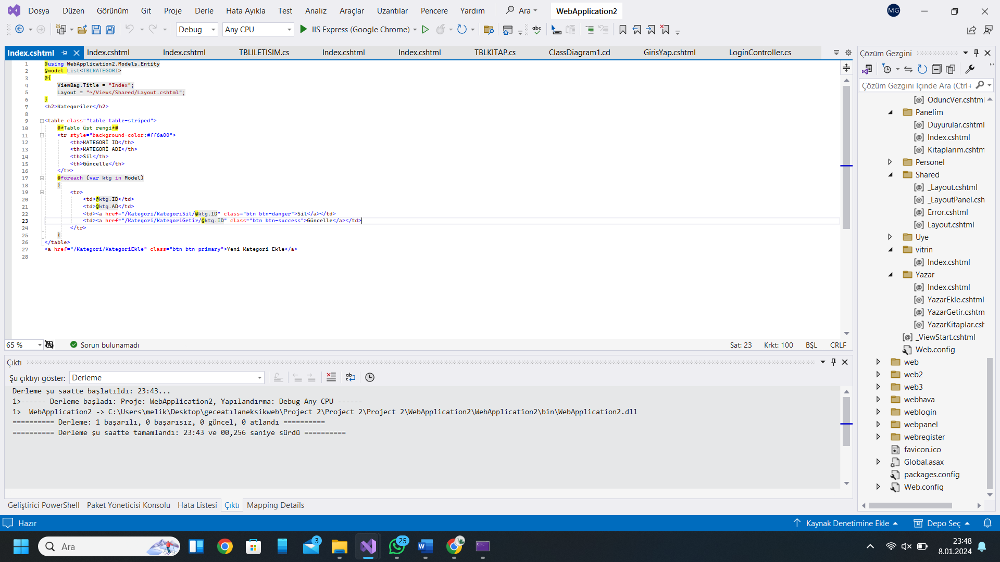 Dosya Düzen Görünüm Git Proje Derle Hata Ayıkla Test Analiz Araçlar Uzantılar Pencere Yardım Ara WebApplication2 MG
Debug Any CPU IIS Express (Google Chrome)
Index.cshtml Index.cshtml Index.cshtml TBLILETISIM.cs Index.cshtml Index.cshtml TBLKITAP.cs ClassDiagram1.cd GirisYap.cshtml LoginController.cs
1 @using WebApplication2.Models.Entity
2 @model List<TBLKATEGORI>
3 @{
4 ViewBag.Title = "Index";
5 Layout = "~/Views/Shared/Layout.cshtml";
6 }
7 <h2>Kategoriler</h2>
8
9 <table class="table table-striped">
10 @*Tablo üst rengi*@
11 <tr style="background-color:#ff6a00">
12 <th>KATEGORİ ID</th>
13 <th>KATEGORİ ADI</th>
14 <th>Sil</th>
15 <th>Güncelle</th>
16 </tr>
17 @foreach (var ktg in Model)
18 {
19 <tr>
20 <td>@ktg.ID</td>
21 <td>@ktg.AD</td>
22 <td><a href="/Kategori/KategoriSil/@ktg.ID" class="btn btn-danger">Sil</a></td>
23 <td><a href="/Kategori/KategoriGetir/@ktg.ID" class="btn btn-success">Güncelle</a></td>
24 </tr>
25 }
26 </table>
27 <a href="/Kategori/KategoriEkle" class="btn btn-primary">Yeni Kategori Ekle</a>
28
65 % Sorun bulunamadı Sat: 23 Krkt: 100 BŞL CRLF
Çıktı
Şu çıktıyı göster: Derleme
Derleme şu saatte başlatıldı: 23:43...
1>------ Derleme başladı: Proje: WebApplication2, Yapılandırma: Debug Any CPU ------
1>  WebApplication2 -> C:\Users\melik\Desktop\geceatılaneksikweb\Project 2\Project 2\Project 2\WebApplication2\WebApplication2\bin\WebApplication2.dll
========== Derleme: 1 başarılı, 0 başarısız, 0 güncel, 0 atlandı ==========
========== Derleme şu saatte tamamlandı: 23:43 ve 00,256 saniye sürdü ==========
Geliştirici PowerShell Paket Yöneticisi Konsolu Hata Listesi Çıktı Mapping Details
Çözüm Gezgini
Çözüm Gezgini İçinde Ara (Ctrl+
OduncVer.cshtml
Panelim
Duyurular.cshtml
Index.cshtml
Kitaplarım.cshtm
Personel
Shared
_Layout.cshtml
_LayoutPanel.csh
Error.cshtml
Layout.cshtml
Uye
vitrin
Index.cshtml
Yazar
Index.cshtml
YazarEkle.cshtml
YazarGetir.cshtm
YazarKitaplar.csh
_ViewStart.cshtml
Web.config
web
web2
web3
webhava
weblogin
webpanel
webregister
favicon.ico
Global.asax
packages.config
Web.config
Hazır Kaynak Denetimine Ekle Depo Seç
Ara 3 25 23:48
8.01.2024